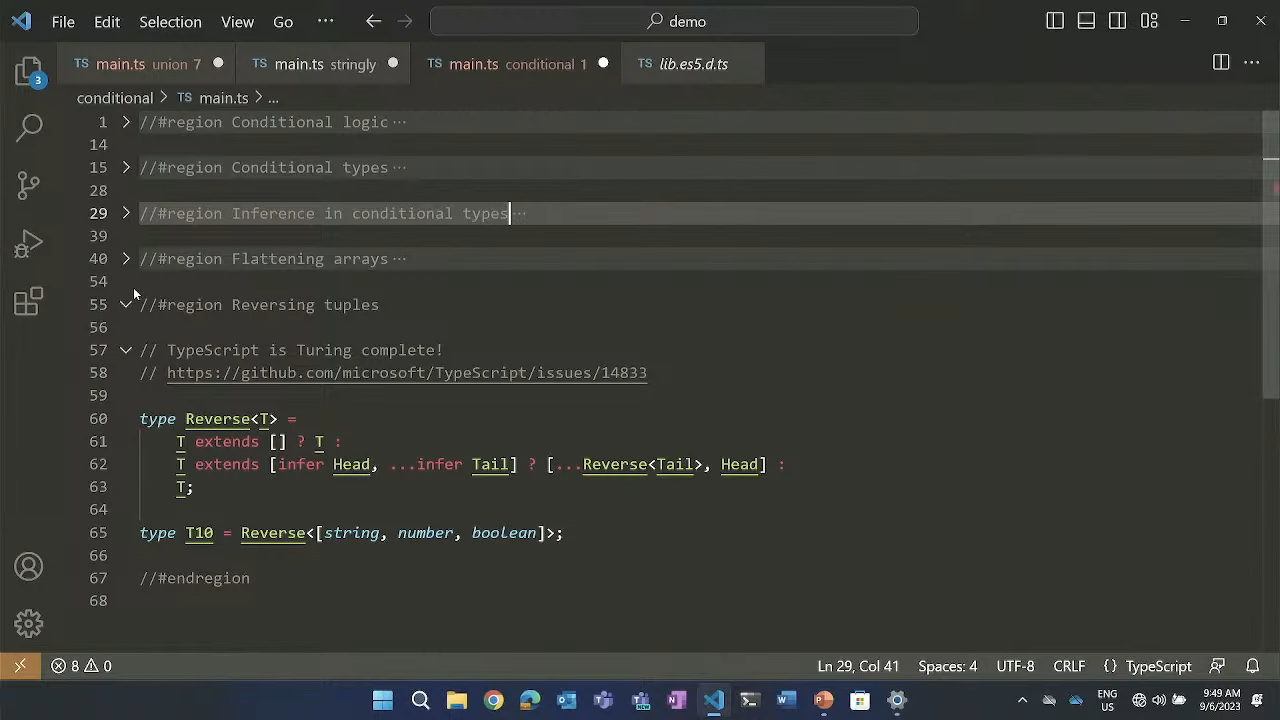 File Edit Selection View Go ··· demo
TS main.ts union 7 TS main.ts stringly TS main.ts conditional 1 TS lib.es5.d.ts
conditional > TS main.ts > ...
1 //#region Conditional logic···
14
15 //#region Conditional types···
28
29 //#region Inference in conditional types···
39
40 //#region Flattening arrays···
54
55 //#region Reversing tuples
56
57 // TypeScript is Turing complete!
58 // https://github.com/microsoft/TypeScript/issues/14833
59
60 type Reverse<T> =
61 T extends [] ? T :
62 T extends [infer Head, ...infer Tail] ? [...Reverse<Tail>, Head] :
63 T;
64
65 type T10 = Reverse<[string, number, boolean]>;
66
67 //#endregion
68
3
8 0 Ln 29, Col 41 Spaces: 4 UTF-8 CRLF {} TypeScript
ENG 9:49 AM
US 9/6/2023